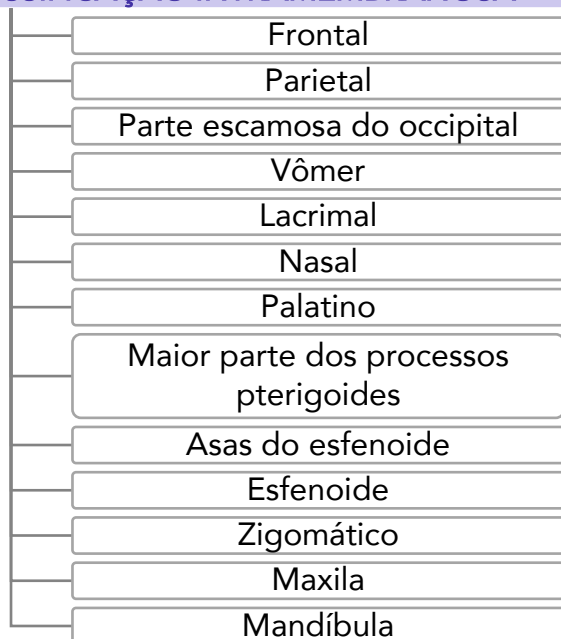 Frontal
Parietal
Parte escamosa do occipital
Vômer
Lacrimal
Nasal
Palatino
Maior parte dos processos
pterigoides
Asas do esfenoide
Esfenoide
Zigomático
Maxila
Mandíbula